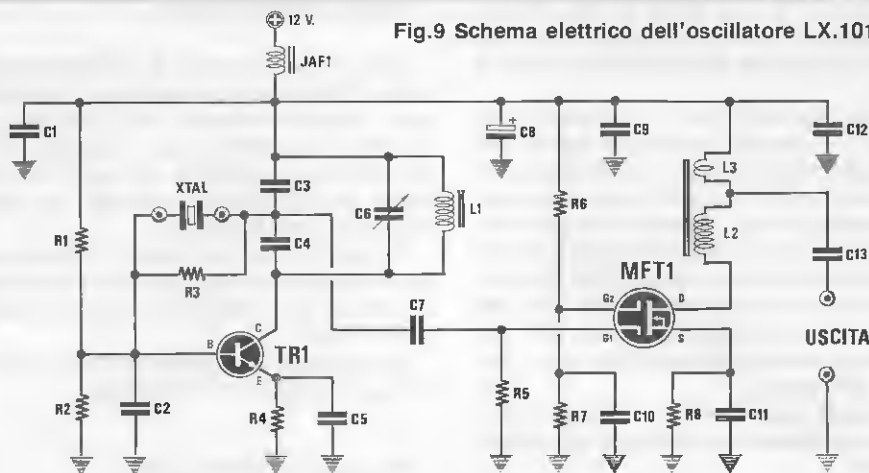 Fig.9 Schema elettrico dell'oscillatore LX.101
12 V.
JAF1
C1
R1
XTAL
R3
C3
C4
C6
L1
C8
+
R6
C9
L3
L2
C12
C13
C7
MFT1
G2
G1
D
S
B
C
E
TR1
R2
C2
R4
C5
R5
R7
C10
R8
C11
USCITA